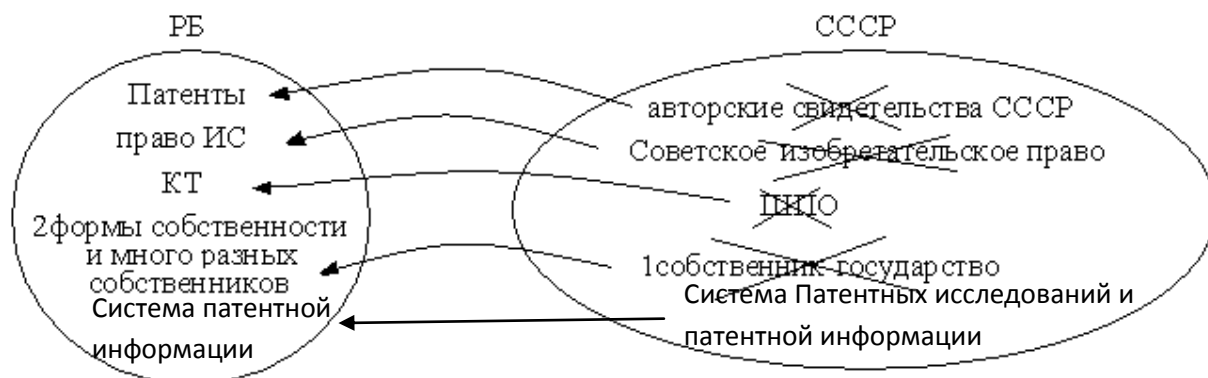 РБ
Патенты
право ИС
КТ
2формы собственности
и много разных
собственников
Система патентной
информации
СССР
авторские свидетельства СССР
Советское изобретательское право
1собственник-государство
Система Патентных исследований и
патентной информации